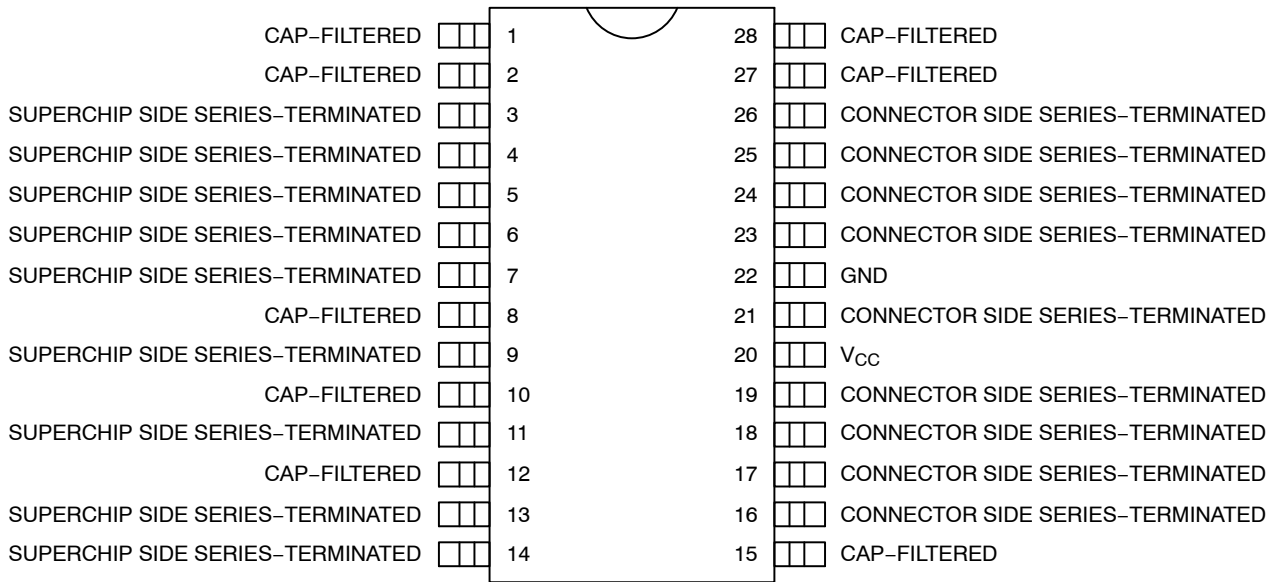 CAP−FILTERED 1 28 CAP−FILTERED
CAP−FILTERED 2 27 CAP−FILTERED
SUPERCHIP SIDE SERIES−TERMINATED 3 26 CONNECTOR SIDE SERIES−TERMINATED
SUPERCHIP SIDE SERIES−TERMINATED 4 25 CONNECTOR SIDE SERIES−TERMINATED
SUPERCHIP SIDE SERIES−TERMINATED 5 24 CONNECTOR SIDE SERIES−TERMINATED
SUPERCHIP SIDE SERIES−TERMINATED 6 23 CONNECTOR SIDE SERIES−TERMINATED
SUPERCHIP SIDE SERIES−TERMINATED 7 22 GND
CAP−FILTERED 8 21 CONNECTOR SIDE SERIES−TERMINATED
SUPERCHIP SIDE SERIES−TERMINATED 9 20 VCC
CAP−FILTERED 10 19 CONNECTOR SIDE SERIES−TERMINATED
SUPERCHIP SIDE SERIES−TERMINATED 11 18 CONNECTOR SIDE SERIES−TERMINATED
CAP−FILTERED 12 17 CONNECTOR SIDE SERIES−TERMINATED
SUPERCHIP SIDE SERIES−TERMINATED 13 16 CONNECTOR SIDE SERIES−TERMINATED
SUPERCHIP SIDE SERIES−TERMINATED 14 15 CAP−FILTERED